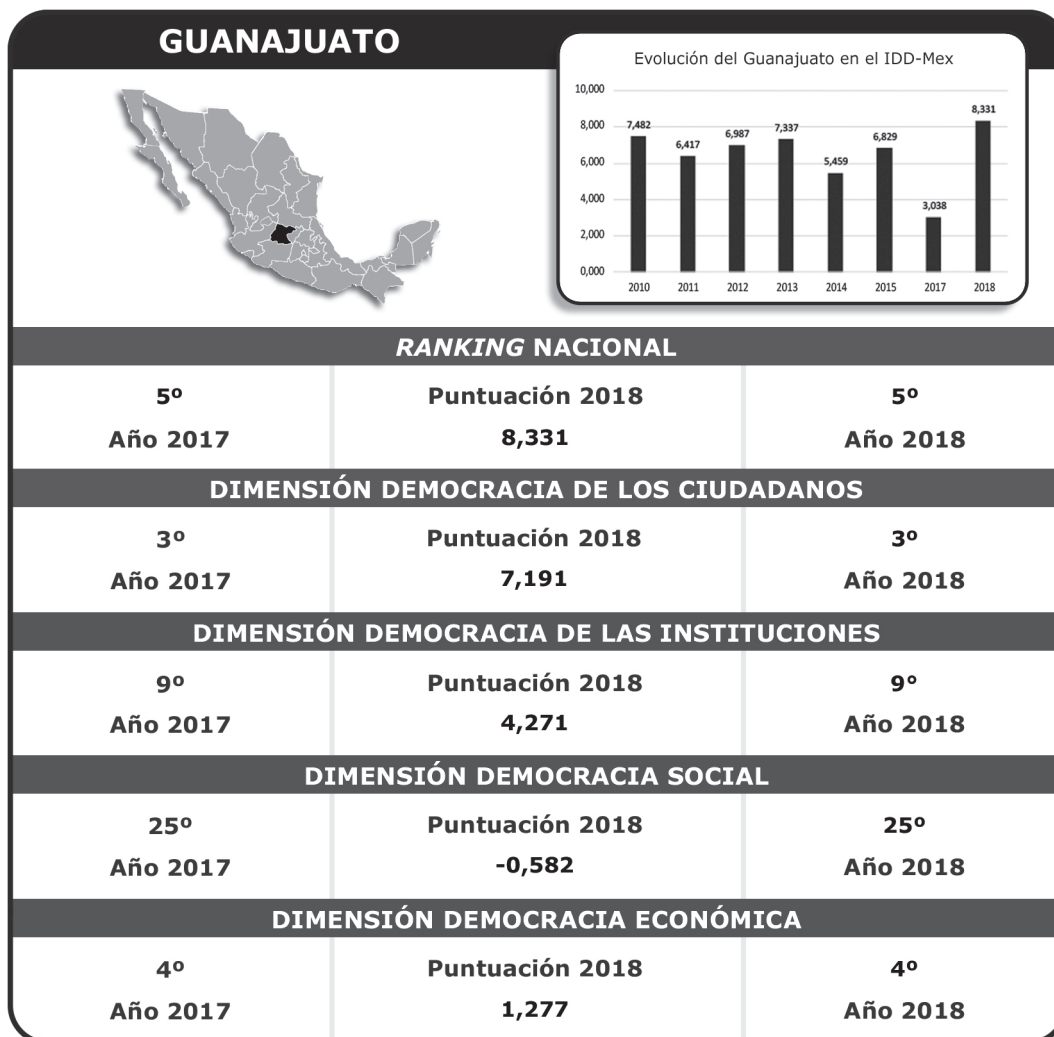 GUANAJUATO
Evolución del Guanajuato en el IDD-Mex
10,000
8,000
6,000
4,000
2,000
0,000
7,482
6,417
6,987
7,337
5,459
6,829
3,038
8,331
2010 2011 2012 2013 2014 2015 2017 2018
RANKING NACIONAL
5º Puntuación 2018 5º
Año 2017 8,331 Año 2018
DIMENSIÓN DEMOCRACIA DE LOS CIUDADANOS
3º Puntuación 2018 3º
Año 2017 7,191 Año 2018
DIMENSIÓN DEMOCRACIA DE LAS INSTITUCIONES
9º Puntuación 2018 9°
Año 2017 4,271 Año 2018
DIMENSIÓN DEMOCRACIA SOCIAL
25º Puntuación 2018 25º
Año 2017 -0,582 Año 2018
DIMENSIÓN DEMOCRACIA ECONÓMICA
4º Puntuación 2018 4º
Año 2017 1,277 Año 2018